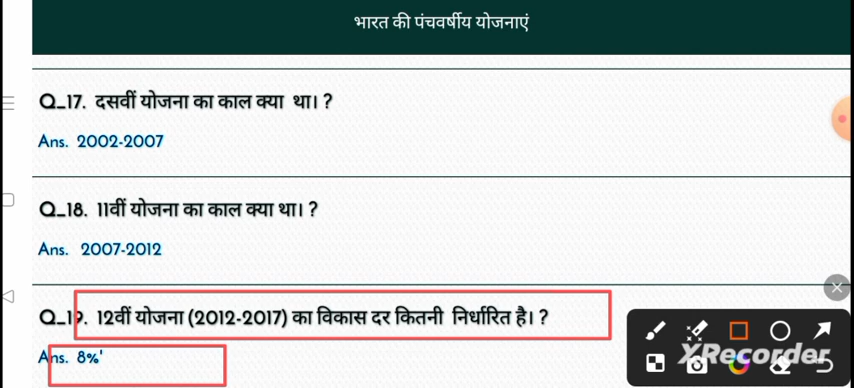 भारत की पंचवर्षीय योजनाएं
Q_17. दसवीं योजना का काल क्या था। ?
Ans. 2002-2007
Q_18. 11वीं योजना का काल क्या था। ?
Ans. 2007-2012
Q_19. 12वीं योजना (2012-2017) का विकास दर कितनी निर्धारित है। ?
Ans. 8%'
XRecorder